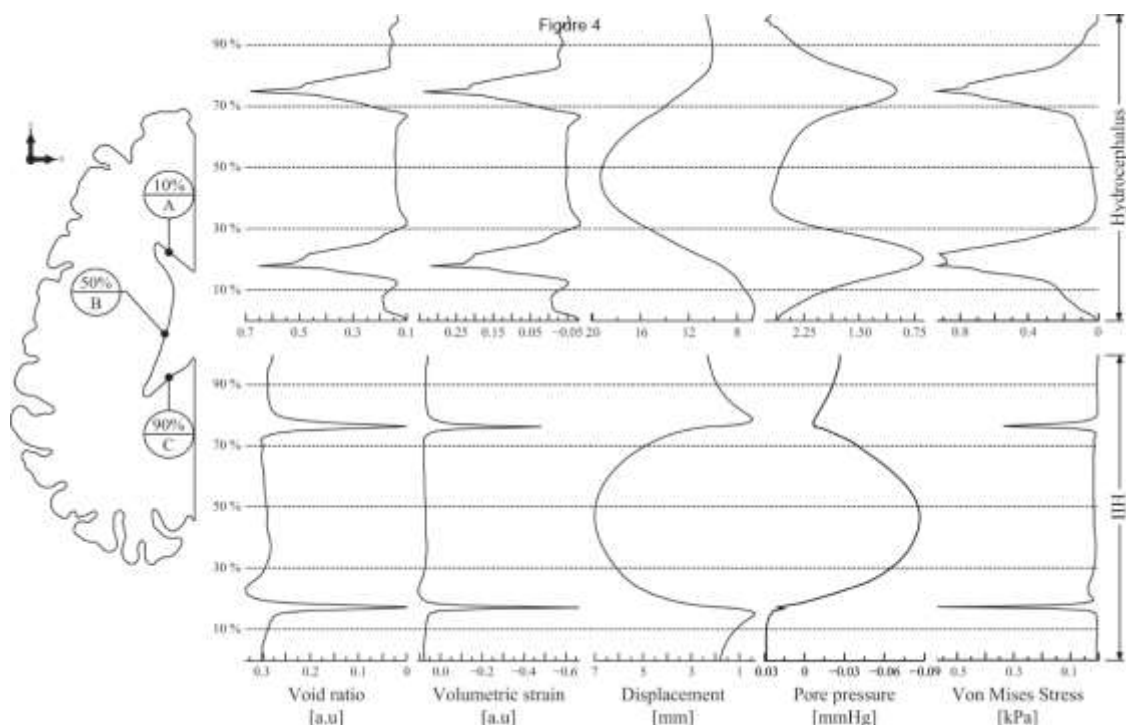 Figure 4
90 %
70 %
50 %
30 %
10 %
0.7 0.5 0.3 0.1
0.25 0.15 0.05 −0.05
20 16 12 8
2.25 1.50 0.75
0.8 0.4 0
Hydrocephalus
10%
A
50%
B
90%
C
90 %
70 %
50 %
30 %
10 %
0.3 0.2 0.1 0
0.0 −0.2 −0.4 −0.6
7 5 3 1
0.03 0 −0.03 −0.06 −0.09
0.5 0.3 0.1
IIH
Void ratio
[a.u]
Volumetric strain
[a.u]
Displacement
[mm]
Pore pressure
[mmHg]
Von Mises Stress
[kPa]